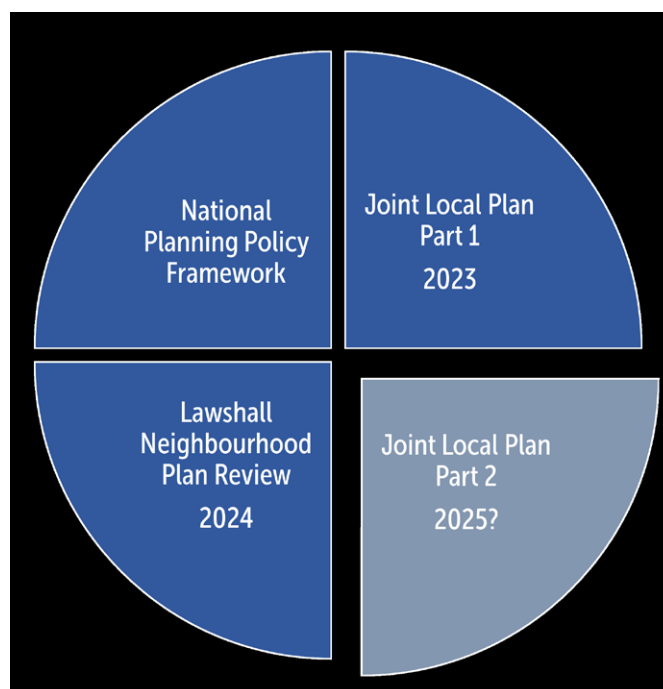 National
Planning Policy
Framework
Joint Local Plan
Part 1
2023
Lawshall
Neighbourhood
Plan Review
2024
Joint Local Plan
Part 2
2025?